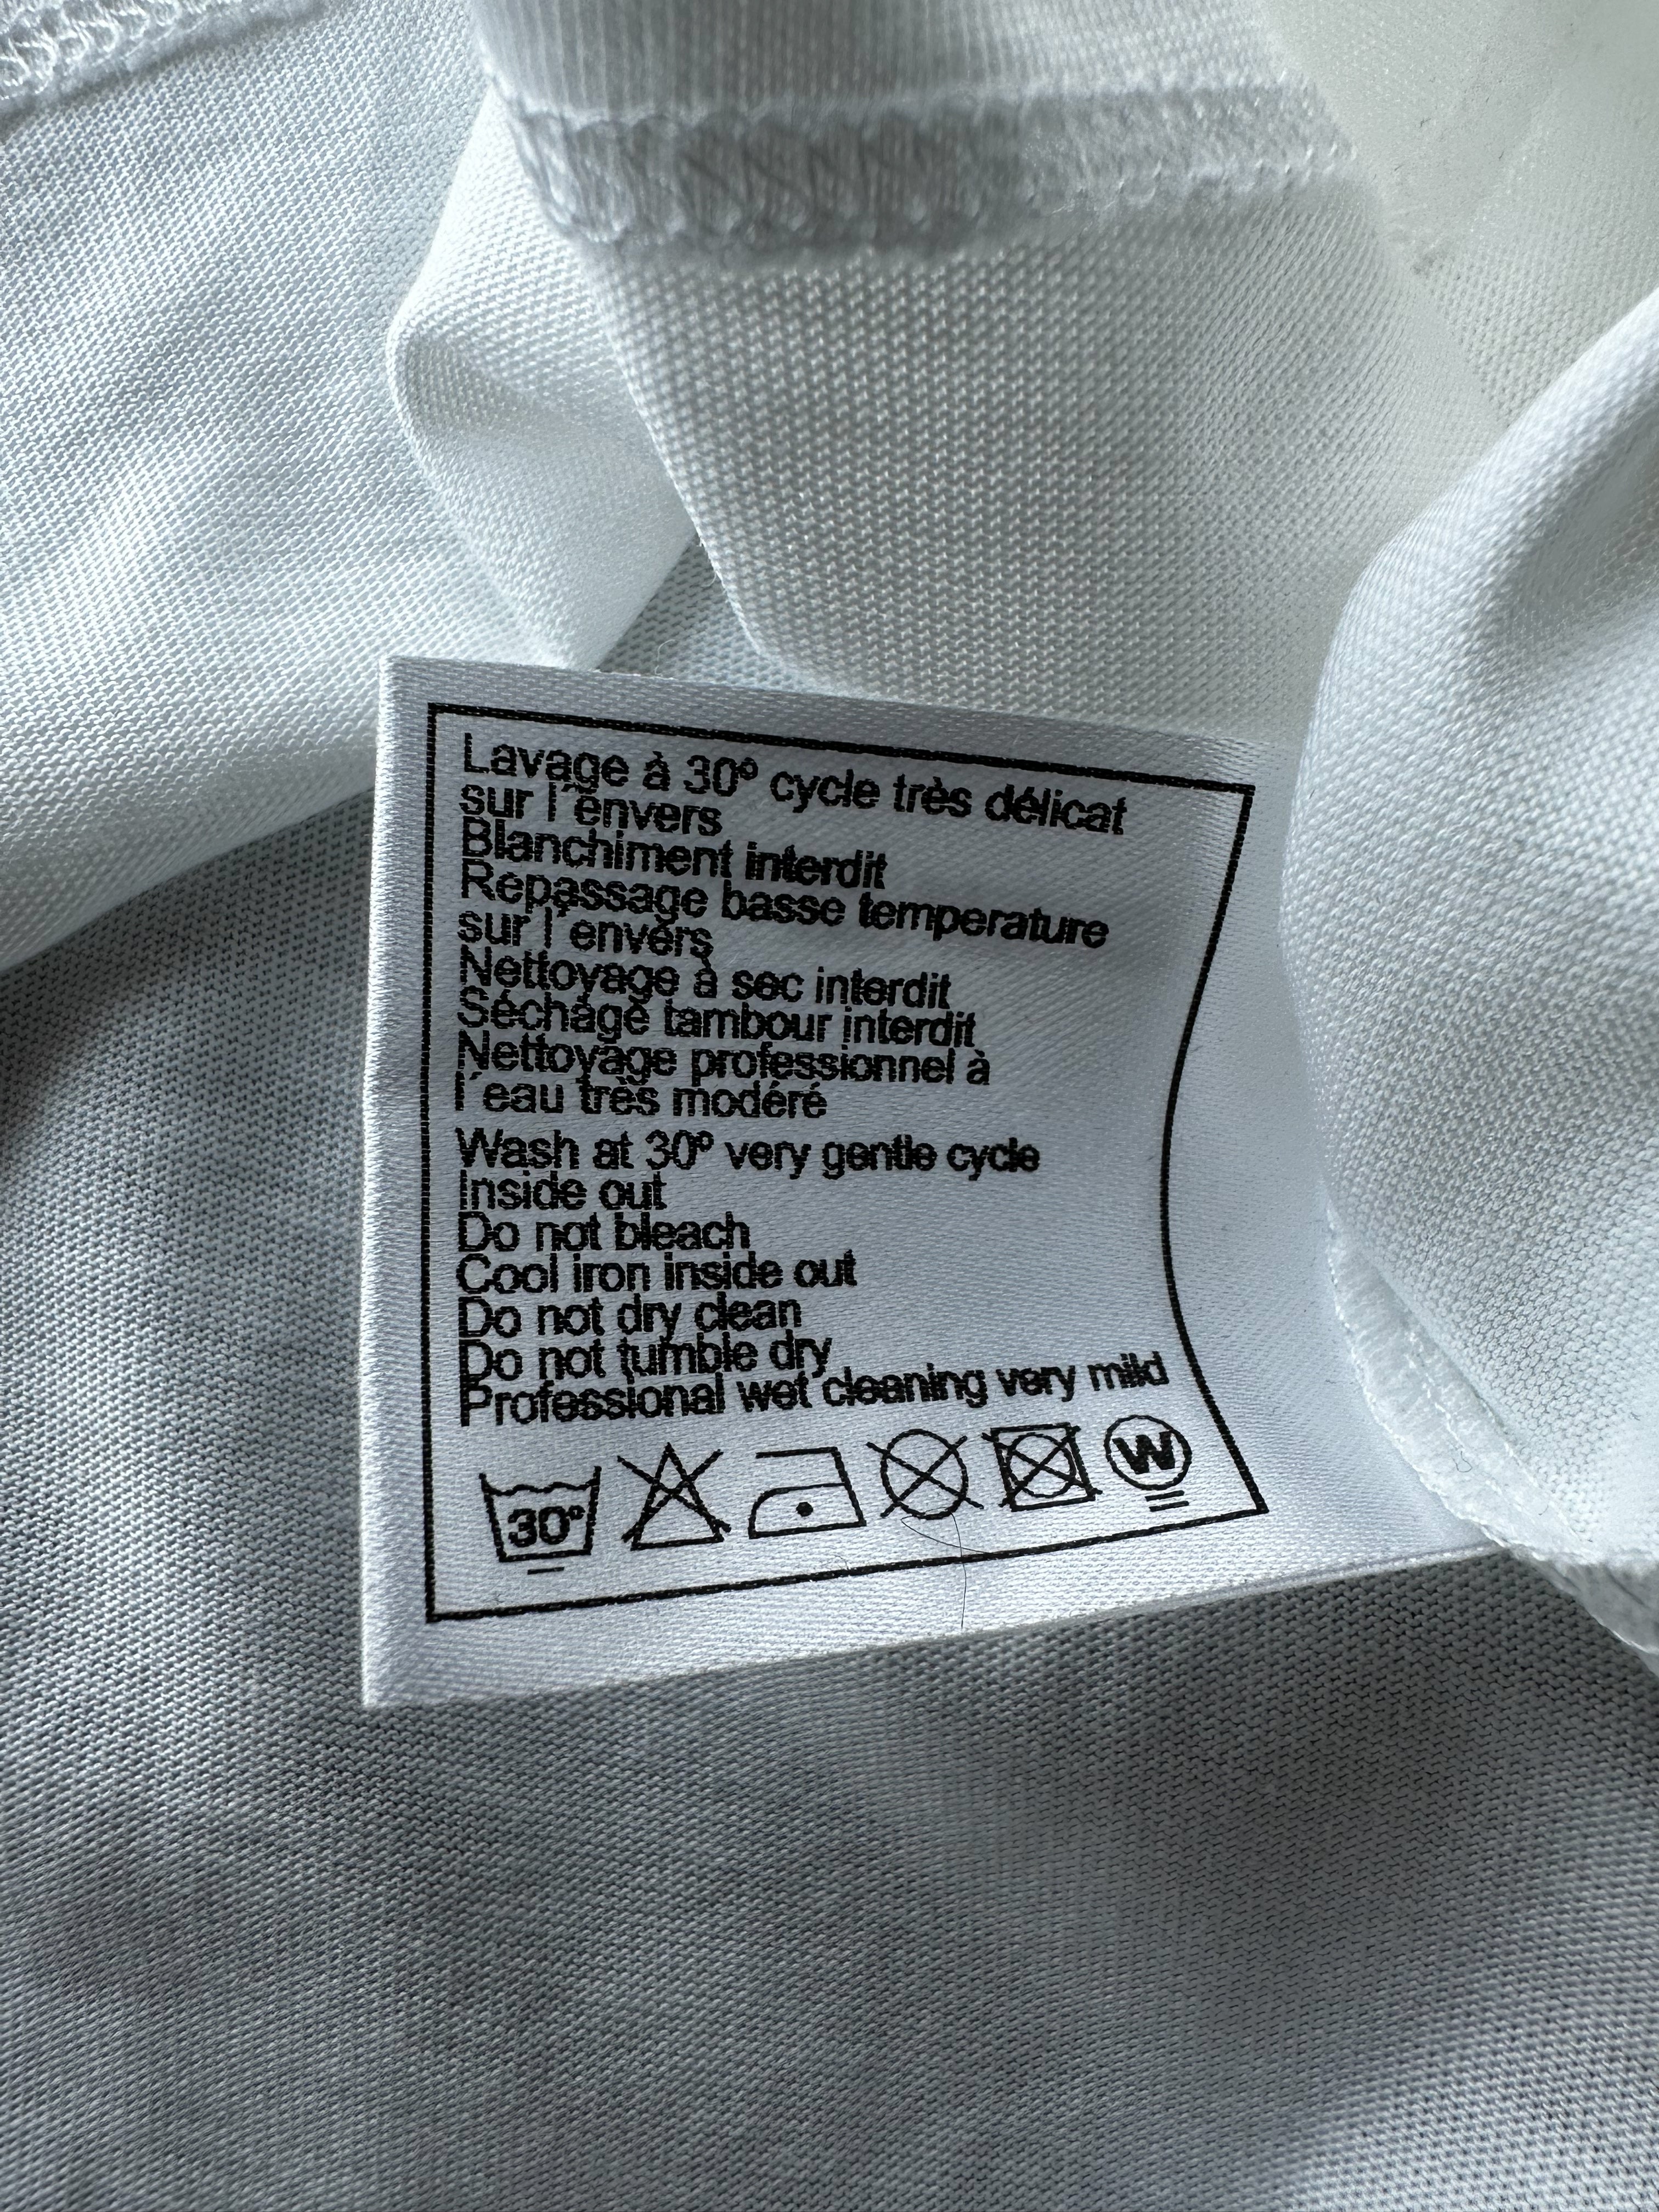 Lavage à 30° cycle très délicat
sur l´envers
Blanchiment interdit
Repassage basse temperature
sur l´envers
Nettoyage à sec interdit
Séchage tambour interdit
Nettoyage professionnel à
l´eau très modéré
Wash at 30° very gentle cycle
Inside out
Do not bleach
Cool iron inside out
Do not dry clean
Do not tumble dry
Professional wet cleaning very mild
30° W